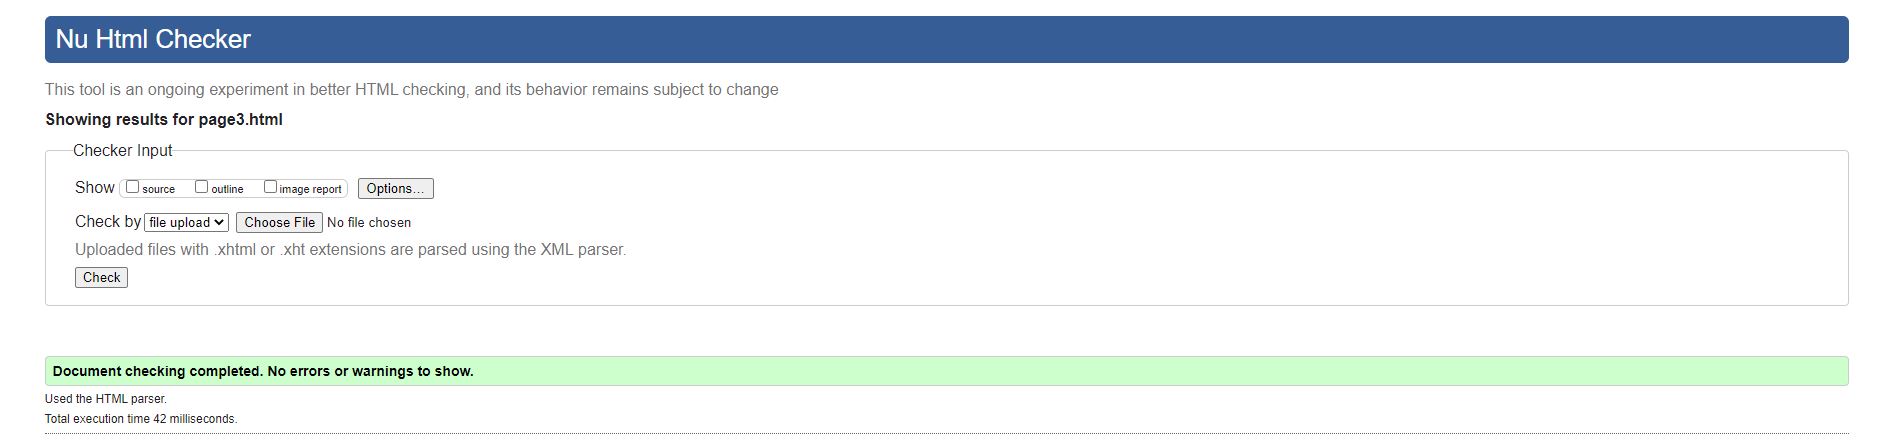 Nu Html Checker
This tool is an ongoing experiment in better HTML checking, and its behavior remains subject to change
Showing results for page3.html
Checker Input
Show source outline image report Options...
Check by file upload Choose File No file chosen
Uploaded files with .xhtml or .xht extensions are parsed using the XML parser.
Check
Document checking completed. No errors or warnings to show.
Used the HTML parser.
Total execution time 42 milliseconds.